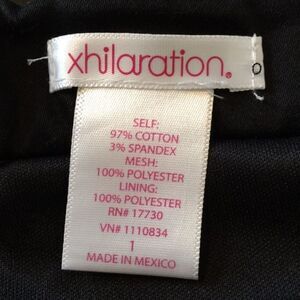 xhilaration.
0
SELF:
97% COTTON
3% SPANDEX
MESH:
100% POLYESTER
LINING:
100% POLYESTER
RN# 17730
VN# 1110834
1
MADE IN MEXICO